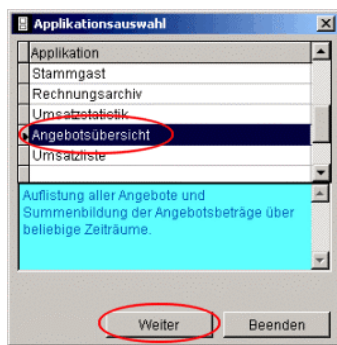 Applikationsauswahl
Applikation
Stammgast
Rechnungsarchiv
Umsatzstatistik
Angebotsübersicht
Umsatzliste
Auflistung aller Angebote und
Summenbildung der Angebotsbeträge über
beliebige Zeiträume.
Weiter Beenden